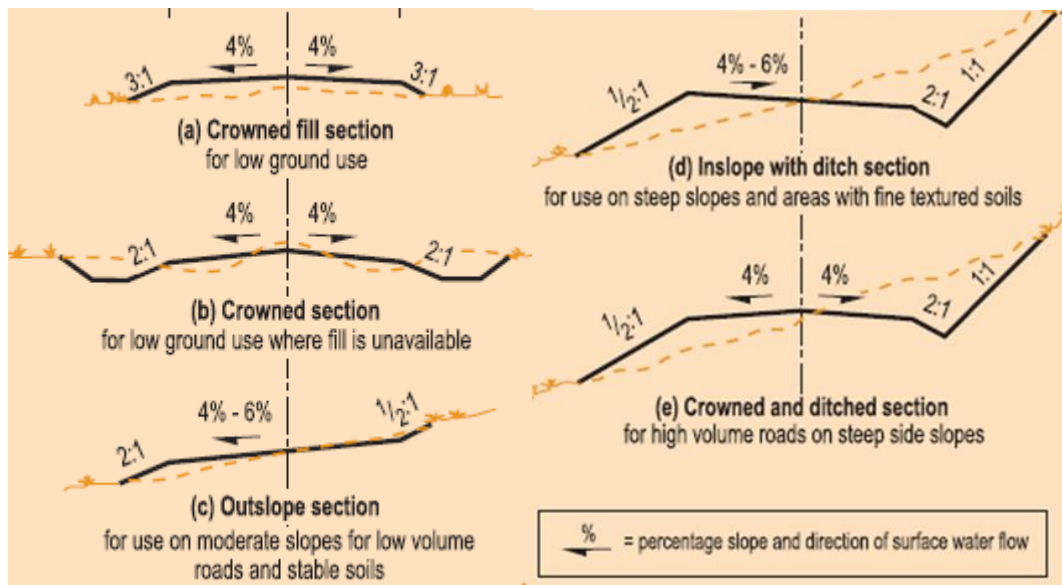 4% 4%
3:1 3:1
(a) Crowned fill section
for low ground use
4% 4%
2:1 2:1
(b) Crowned section
for low ground use where fill is unavailable
4% - 6% 1/2:1
2:1
(c) Outslope section
for use on moderate slopes for low volume
roads and stable soils
4% - 6%
1/2:1 2:1 1:1
(d) Inslope with ditch section
for use on steep slopes and areas with fine textured soils
4% 4%
1/2:1 2:1 1:1
(e) Crowned and ditched section
for high volume roads on steep side slopes
% = percentage slope and direction of surface water flow